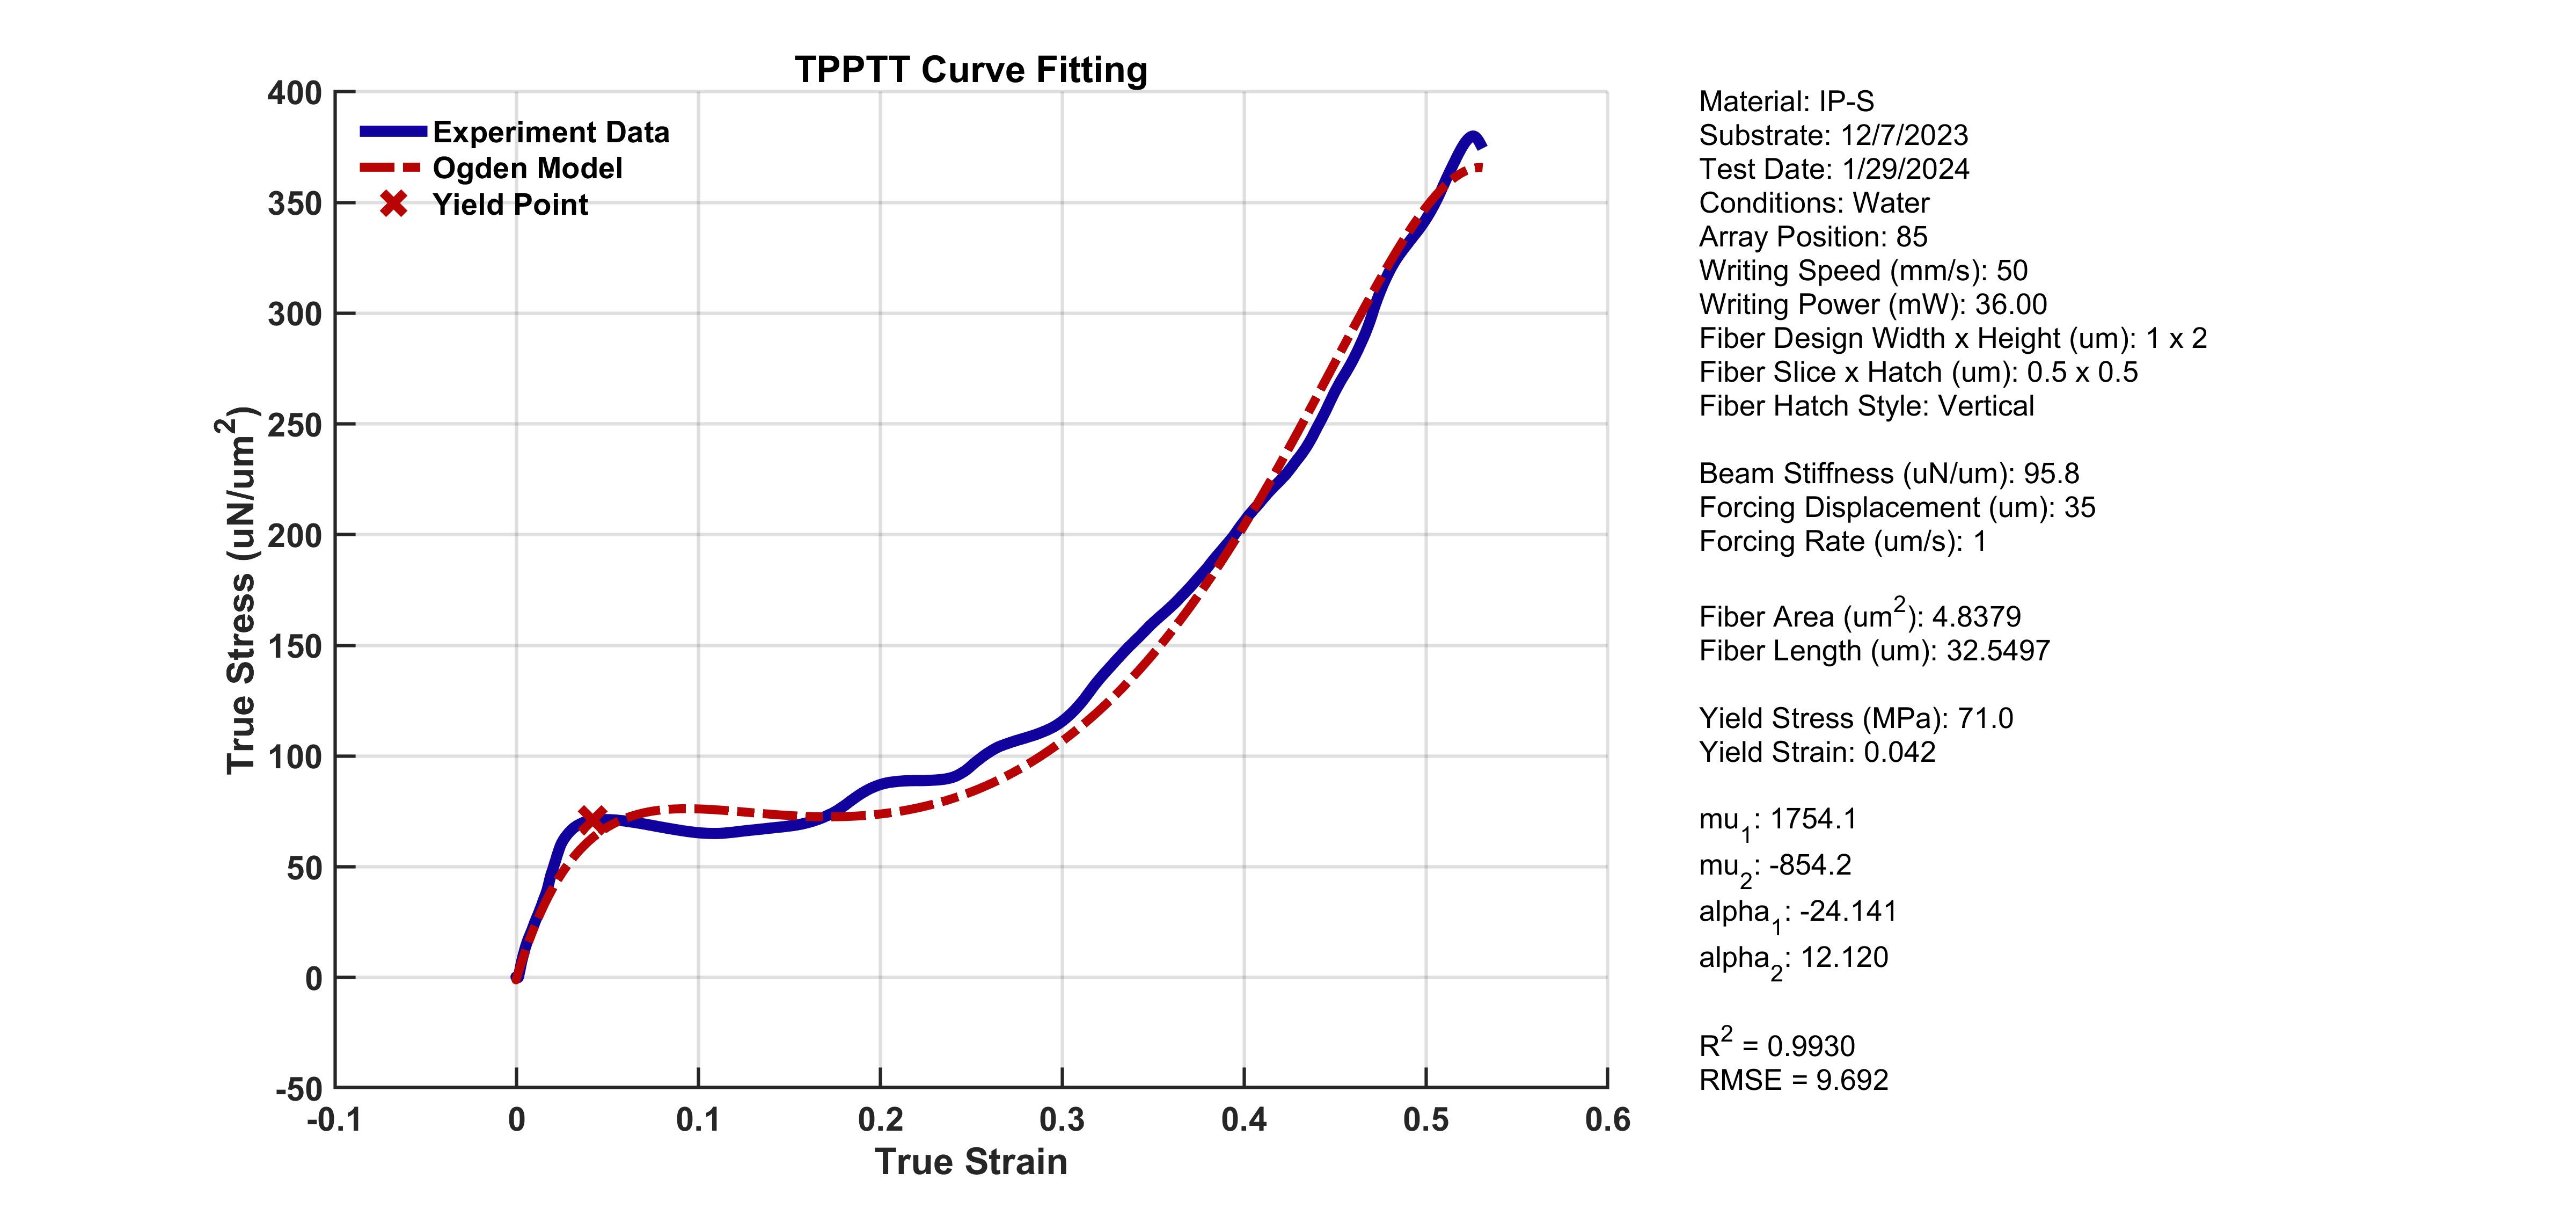 TPPTT Curve Fitting
400
350
300
250
200
150
100
50
0
-50
-0.1
0
0.1
0.2
0.3
0.4
0.5
0.6
True Stress (uN/um²)
True Strain
Experiment Data
Ogden Model
Yield Point
Material: IP-S
Substrate: 12/7/2023
Test Date: 1/29/2024
Conditions: Water
Array Position: 85
Writing Speed (mm/s): 50
Writing Power (mW): 36.00
Fiber Design Width x Height (um): 1 x 2
Fiber Slice x Hatch (um): 0.5 x 0.5
Fiber Hatch Style: Vertical
Beam Stiffness (uN/um): 95.8
Forcing Displacement (um): 35
Forcing Rate (um/s): 1
Fiber Area (um²): 4.8379
Fiber Length (um): 32.5497
Yield Stress (MPa): 71.0
Yield Strain: 0.042
mu₁: 1754.1
mu₂: -854.2
alpha₁: -24.141
alpha₂: 12.120
R² = 0.9930
RMSE = 9.692